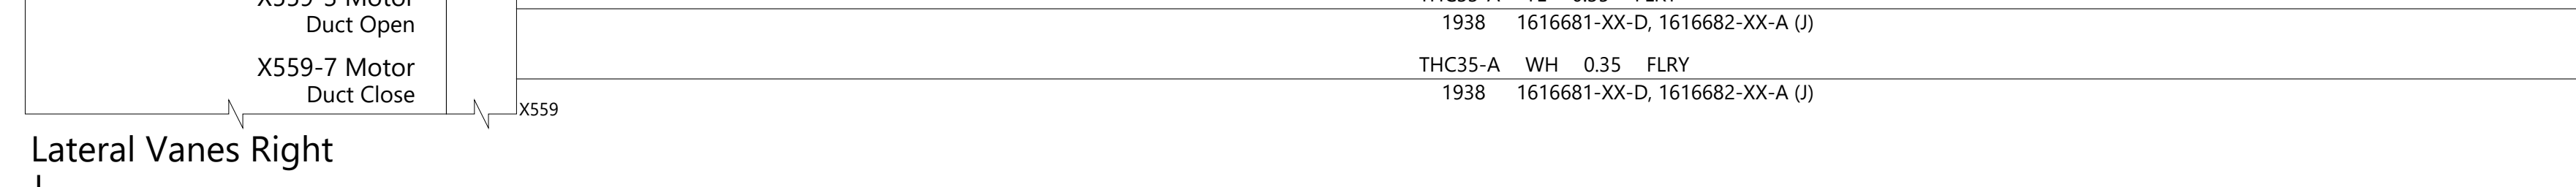 Motor
Duct Open
1938 1616681-XX-D, 1616682-XX-A (J)
X559-7 Motor
THC35-A WH 0.35 FLRY
Duct Close
1938 1616681-XX-D, 1616682-XX-A (J)
X559
Lateral Vanes Right